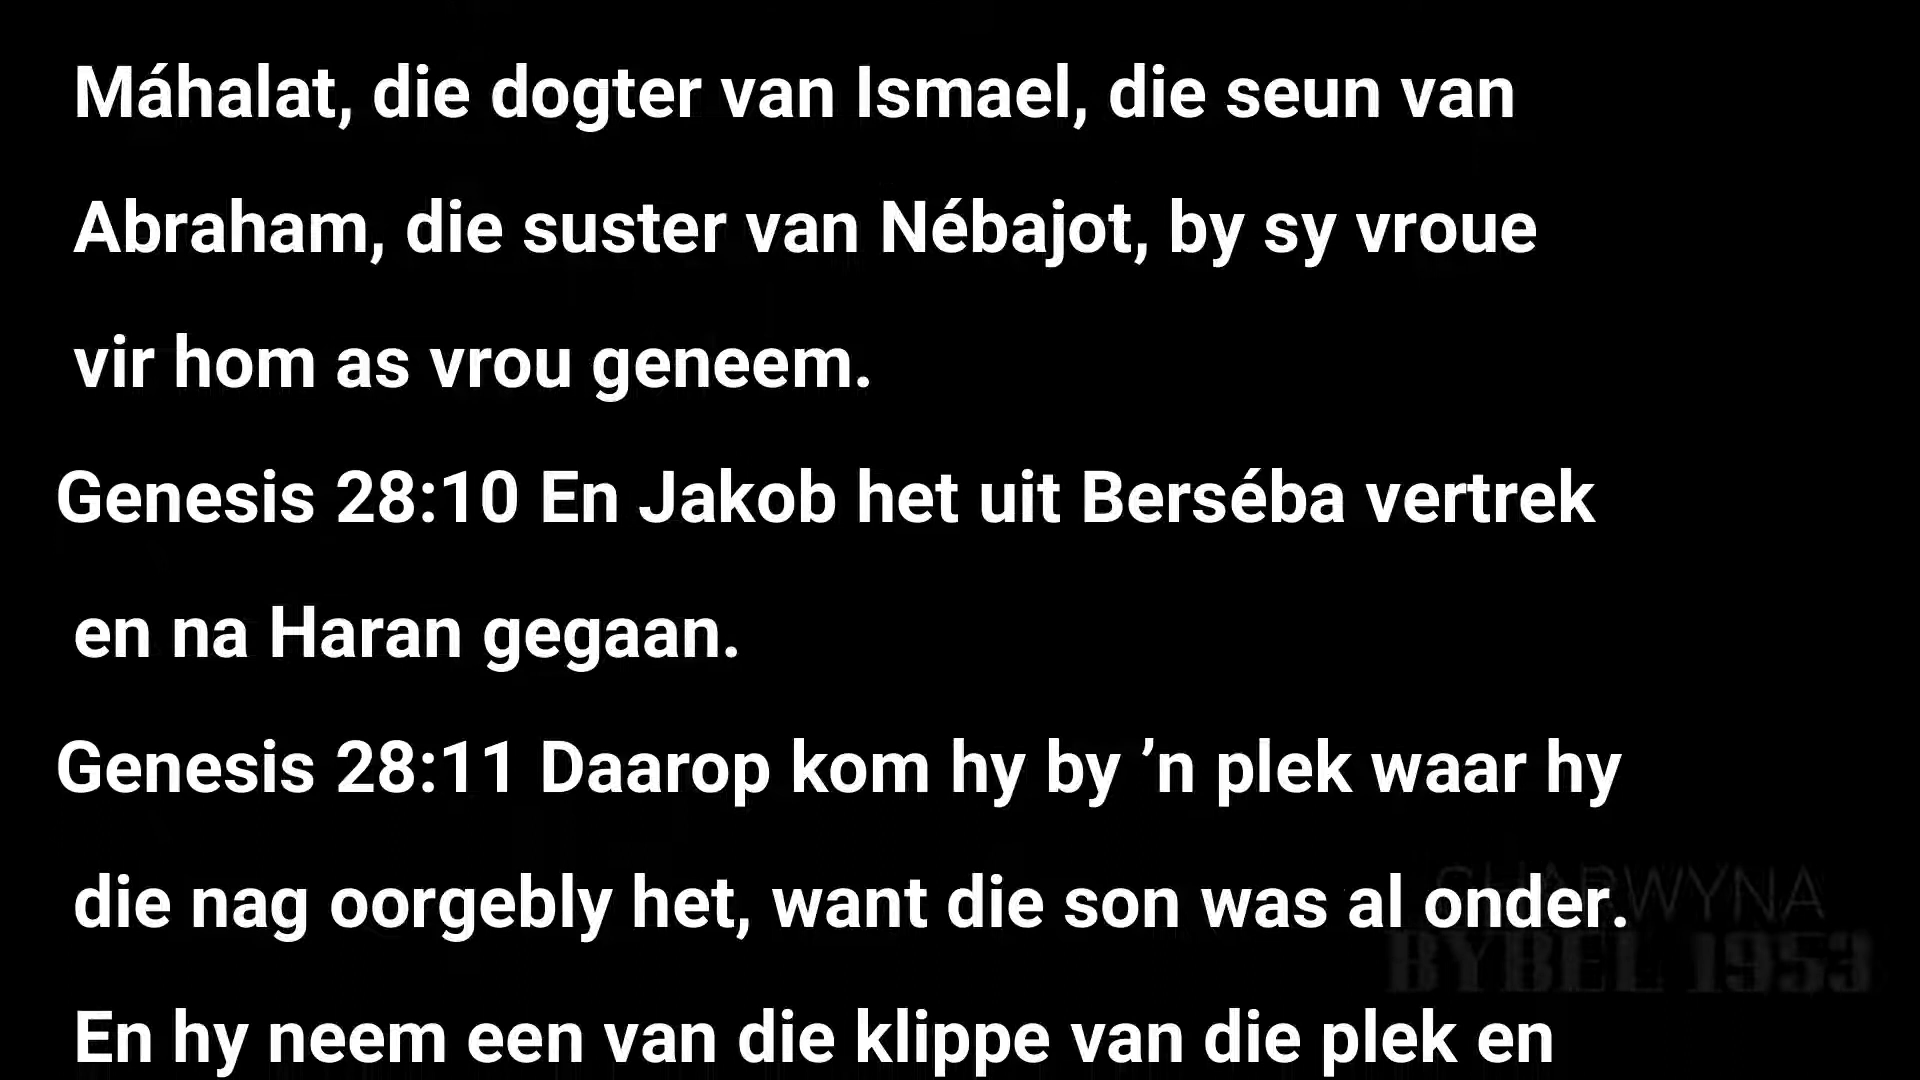 Máhalat, die dogter van Ismael, die seun van
Abraham, die suster van Nébajot, by sy vroue
vir hom as vrou geneem.
Genesis 28:10 En Jakob het uit Berséba vertrek
en na Haran gegaan.
Genesis 28:11 Daarop kom hy by ’n plek waar hy
die nag oorgebly het, want die son was al onder.
En hy neem een van die klippe van die plek en
CHARWYNA
BYBEL 1953